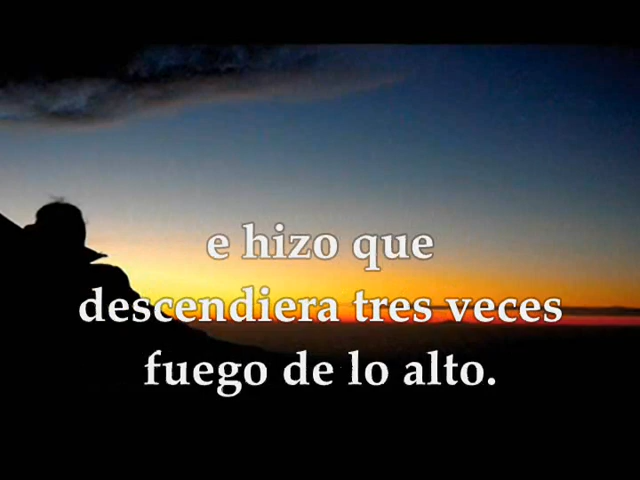 e hizo que
descendiera tres veces
fuego de lo alto.